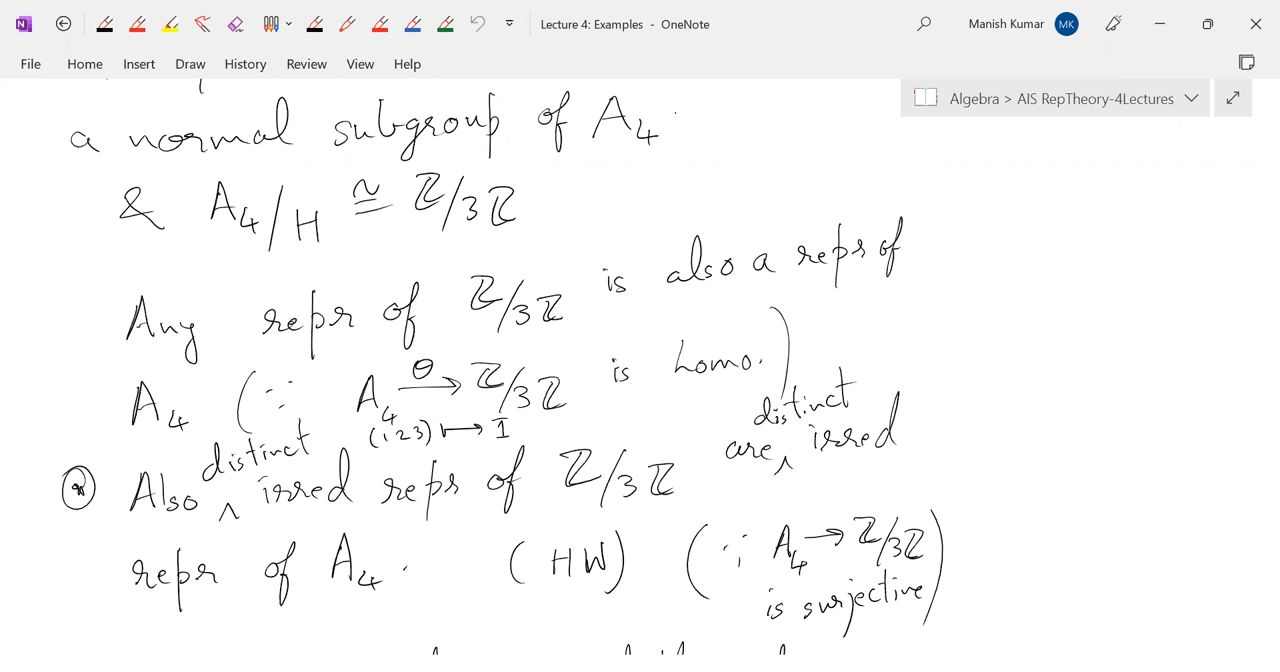 Lecture 4: Examples - OneNote
Manish Kumar
MK
File Home Insert Draw History Review View Help
Algebra > AIS RepTheory-4Lectures
a normal subgroup of A₄.
& A₄/H ≅ ℤ/3ℤ
Any repr of ℤ/3ℤ is also a repr of
A₄ (∵ A₄ —θ→ ℤ/3ℤ is homo.)
(123) ↦ 1̄
⊛ Also ∧ distinct irred repr of ℤ/3ℤ are ∧ distinct irred
repr of A₄. (HW) (∵ A₄ → ℤ/3ℤ
is surjective)